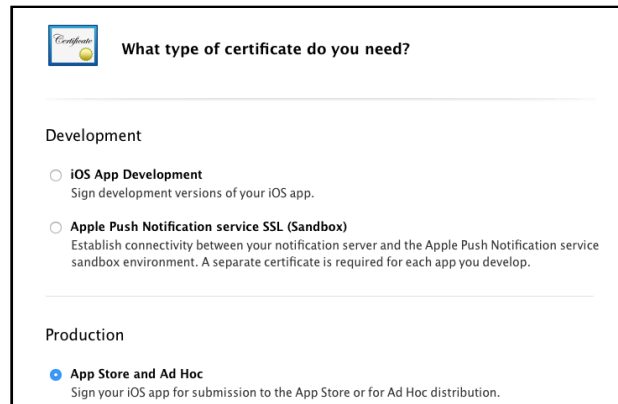 Certificate
What type of certificate do you need?
Development
iOS App Development
Sign development versions of your iOS app.
Apple Push Notification service SSL (Sandbox)
Establish connectivity between your notification server and the Apple Push Notification service
sandbox environment. A separate certificate is required for each app you develop.
Production
App Store and Ad Hoc
Sign your iOS app for submission to the App Store or for Ad Hoc distribution.